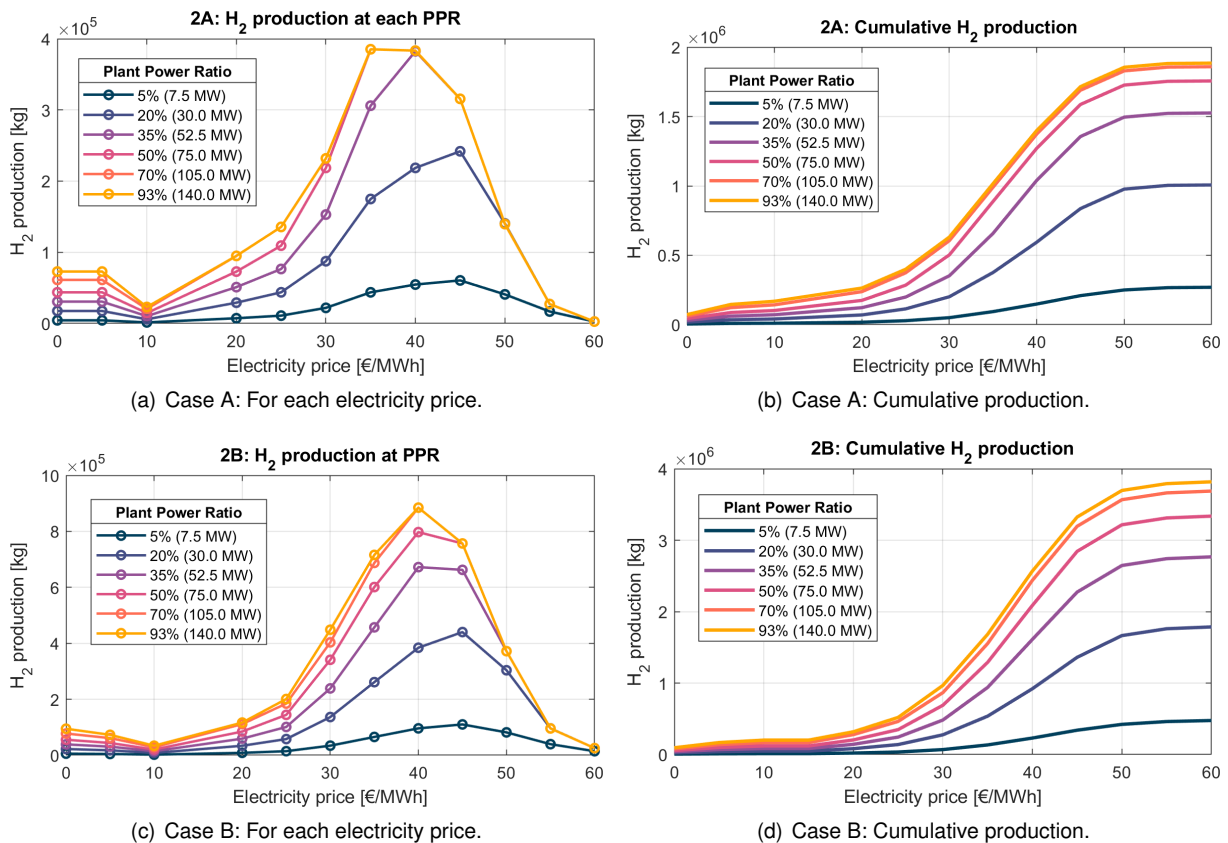 2A: H₂ production at each PPR
×10⁵
4
3
2
1
0
H₂ production [kg]
Plant Power Ratio
5% (7.5 MW)
20% (30.0 MW)
35% (52.5 MW)
50% (75.0 MW)
70% (105.0 MW)
93% (140.0 MW)
0 10 20 30 40 50 60
Electricity price [€/MWh]
(a) Case A: For each electricity price.
2A: Cumulative H₂ production
×10⁶
2
1.5
1
0.5
0
H₂ production [kg]
Plant Power Ratio
5% (7.5 MW)
20% (30.0 MW)
35% (52.5 MW)
50% (75.0 MW)
70% (105.0 MW)
93% (140.0 MW)
0 10 20 30 40 50 60
Electricity price [€/MWh]
(b) Case A: Cumulative production.
2B: H₂ production at PPR
×10⁵
10
8
6
4
2
0
H₂ production [kg]
Plant Power Ratio
5% (7.5 MW)
20% (30.0 MW)
35% (52.5 MW)
50% (75.0 MW)
70% (105.0 MW)
93% (140.0 MW)
0 10 20 30 40 50 60
Electricity price [€/MWh]
(c) Case B: For each electricity price.
2B: Cumulative H₂ production
×10⁶
4
3
2
1
0
H₂ production [kg]
Plant Power Ratio
5% (7.5 MW)
20% (30.0 MW)
35% (52.5 MW)
50% (75.0 MW)
70% (105.0 MW)
93% (140.0 MW)
0 10 20 30 40 50 60
Electricity price [€/MWh]
(d) Case B: Cumulative production.